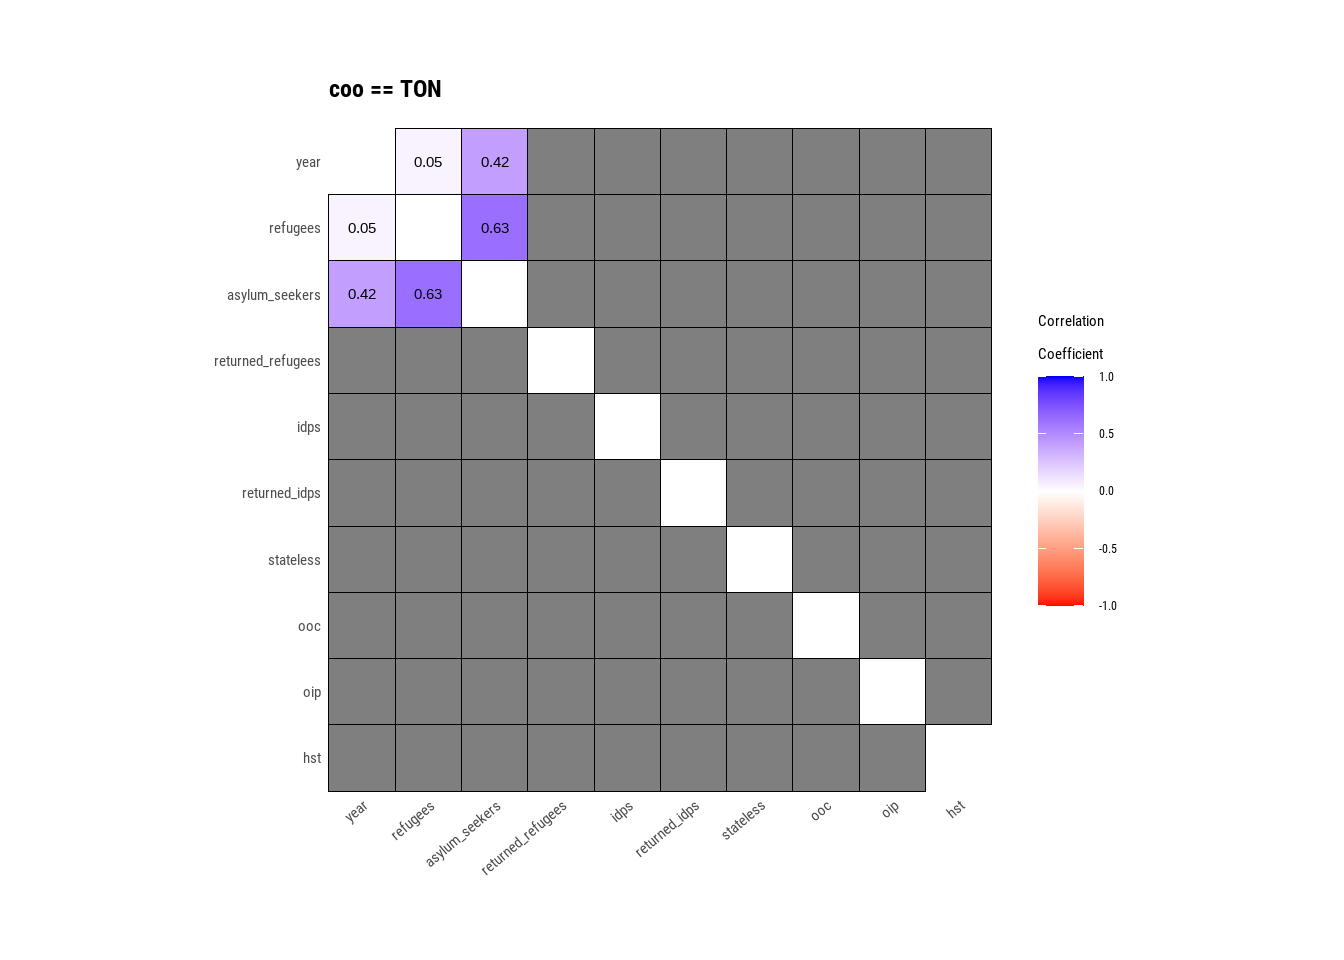 coo == TON
year 0.05 0.42
refugees 0.05 0.63
asylum_seekers 0.42 0.63
returned_refugees
idps
returned_idps
stateless
ooc
oip
hst
year refugees asylum_seekers returned_refugees idps returned_idps stateless ooc oip hst
Correlation
Coefficient
1.0
0.5
0.0
-0.5
-1.0